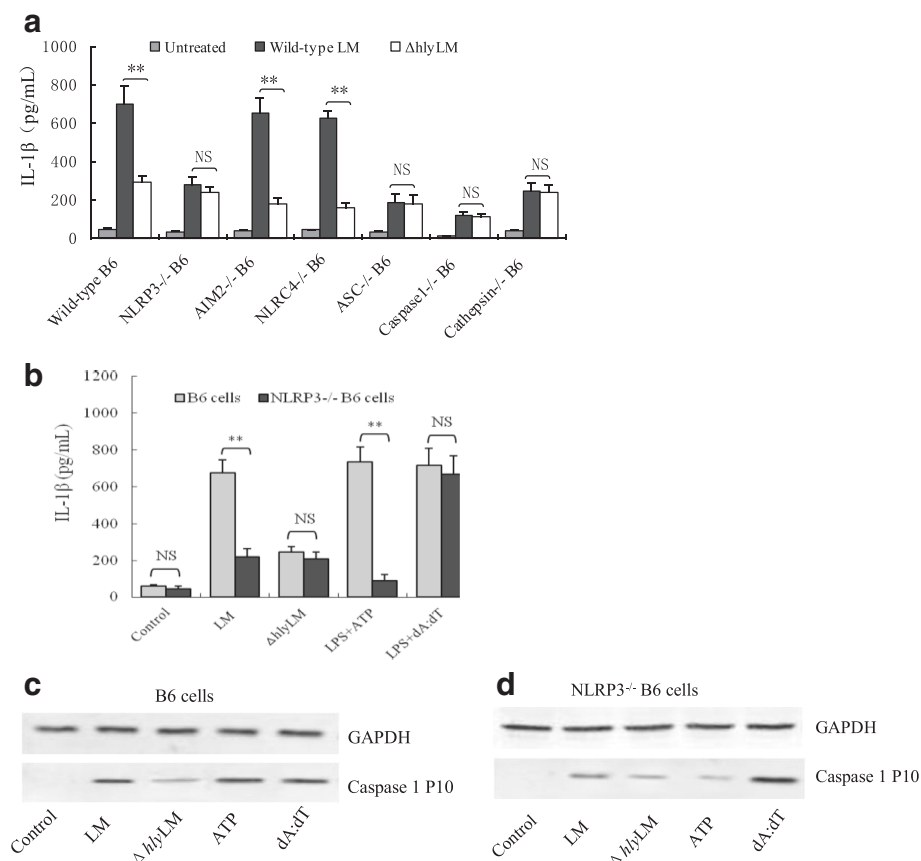 a
Untreated Wild-type LM ΔhlyLM
IL-1β (pg/mL)
1000
800
600
400
200
0
** ** **
NS NS NS NS
Wild-type B6
NLRP3-/- B6
AIM2-/- B6
NLRC4-/- B6
ASC-/- B6
Caspase1-/- B6
Cathepsin-/- B6
b
B6 cells NLRP3-/- B6 cells
IL-1β (pg/mL)
1200
1000
800
600
400
200
0
NS ** NS ** NS
Control
LM
ΔhlyLM
LPS+ATP
LPS+dA:dT
c
B6 cells
GAPDH
Caspase 1 P10
Control
LM
Δ hlyLM
ATP
dA:dT
d
NLRP3-/- B6 cells
GAPDH
Caspase 1 P10
Control
LM
Δ hlyLM
ATP
dA:dT